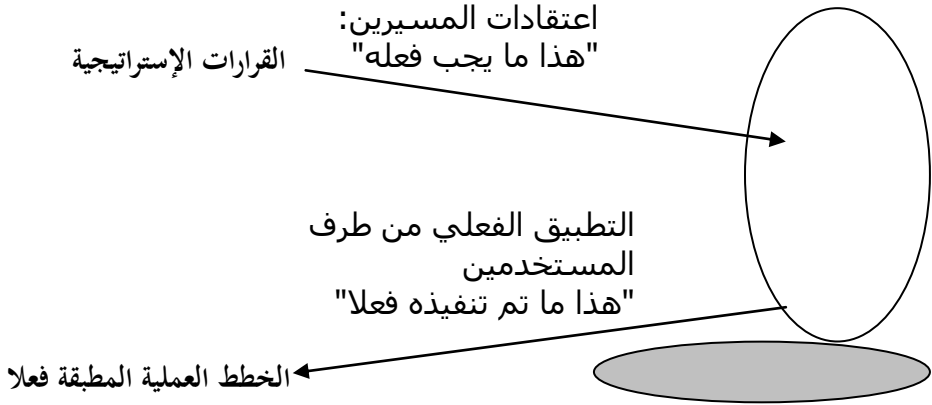 اعتقادات المسيرين:
"هذا ما يجب فعله"
القرارات الإستراتيجية
التطبيق الفعلي من طرف
المستخدمين
"هذا ما تم تنفيذه فعلا"
الخطط العملية المطبقة فعلا